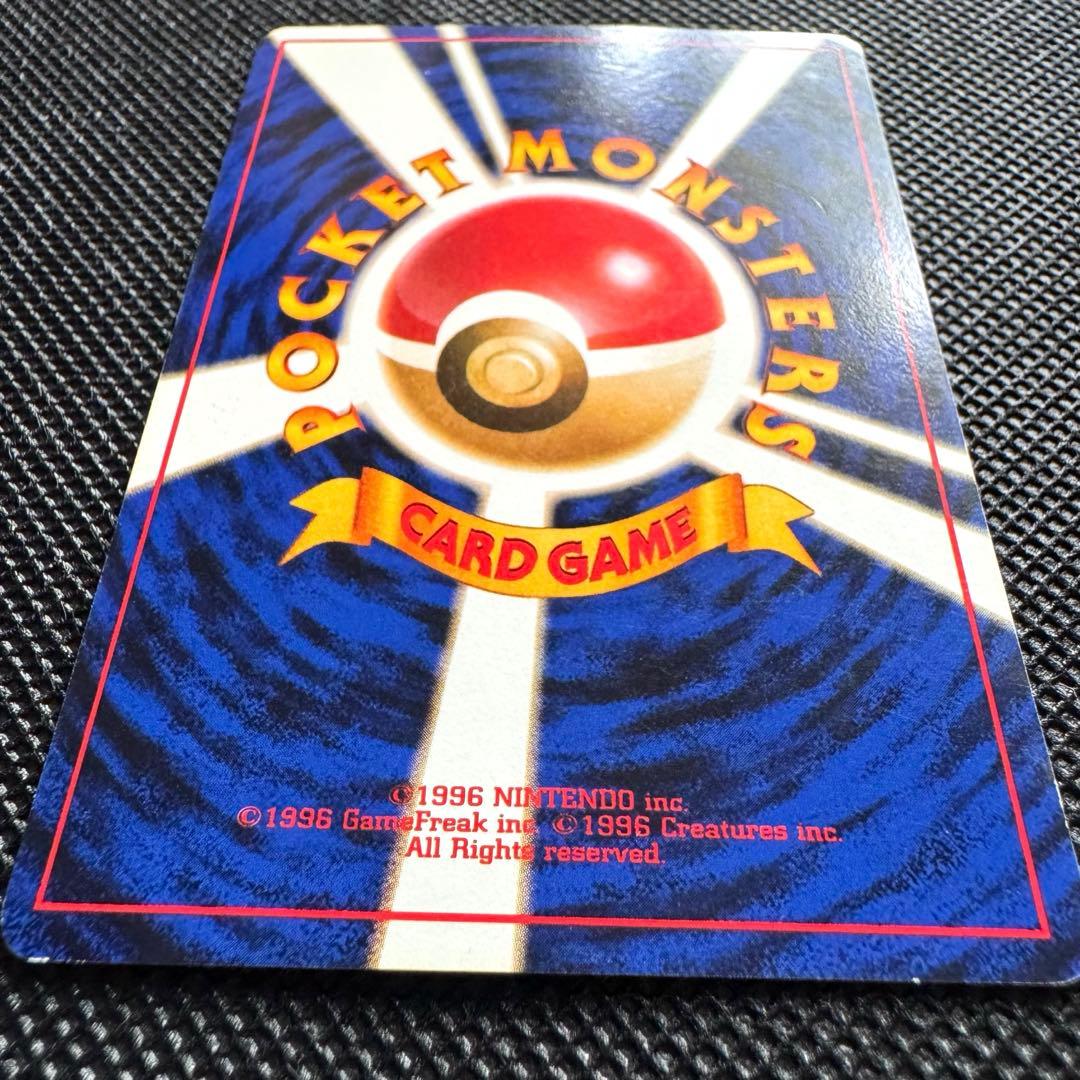 POCKET MONSTERS
CARD GAME
©1996 NINTENDO inc.
©1996 GameFreak inc. ©1996 Creatures inc.
All Rights reserved.